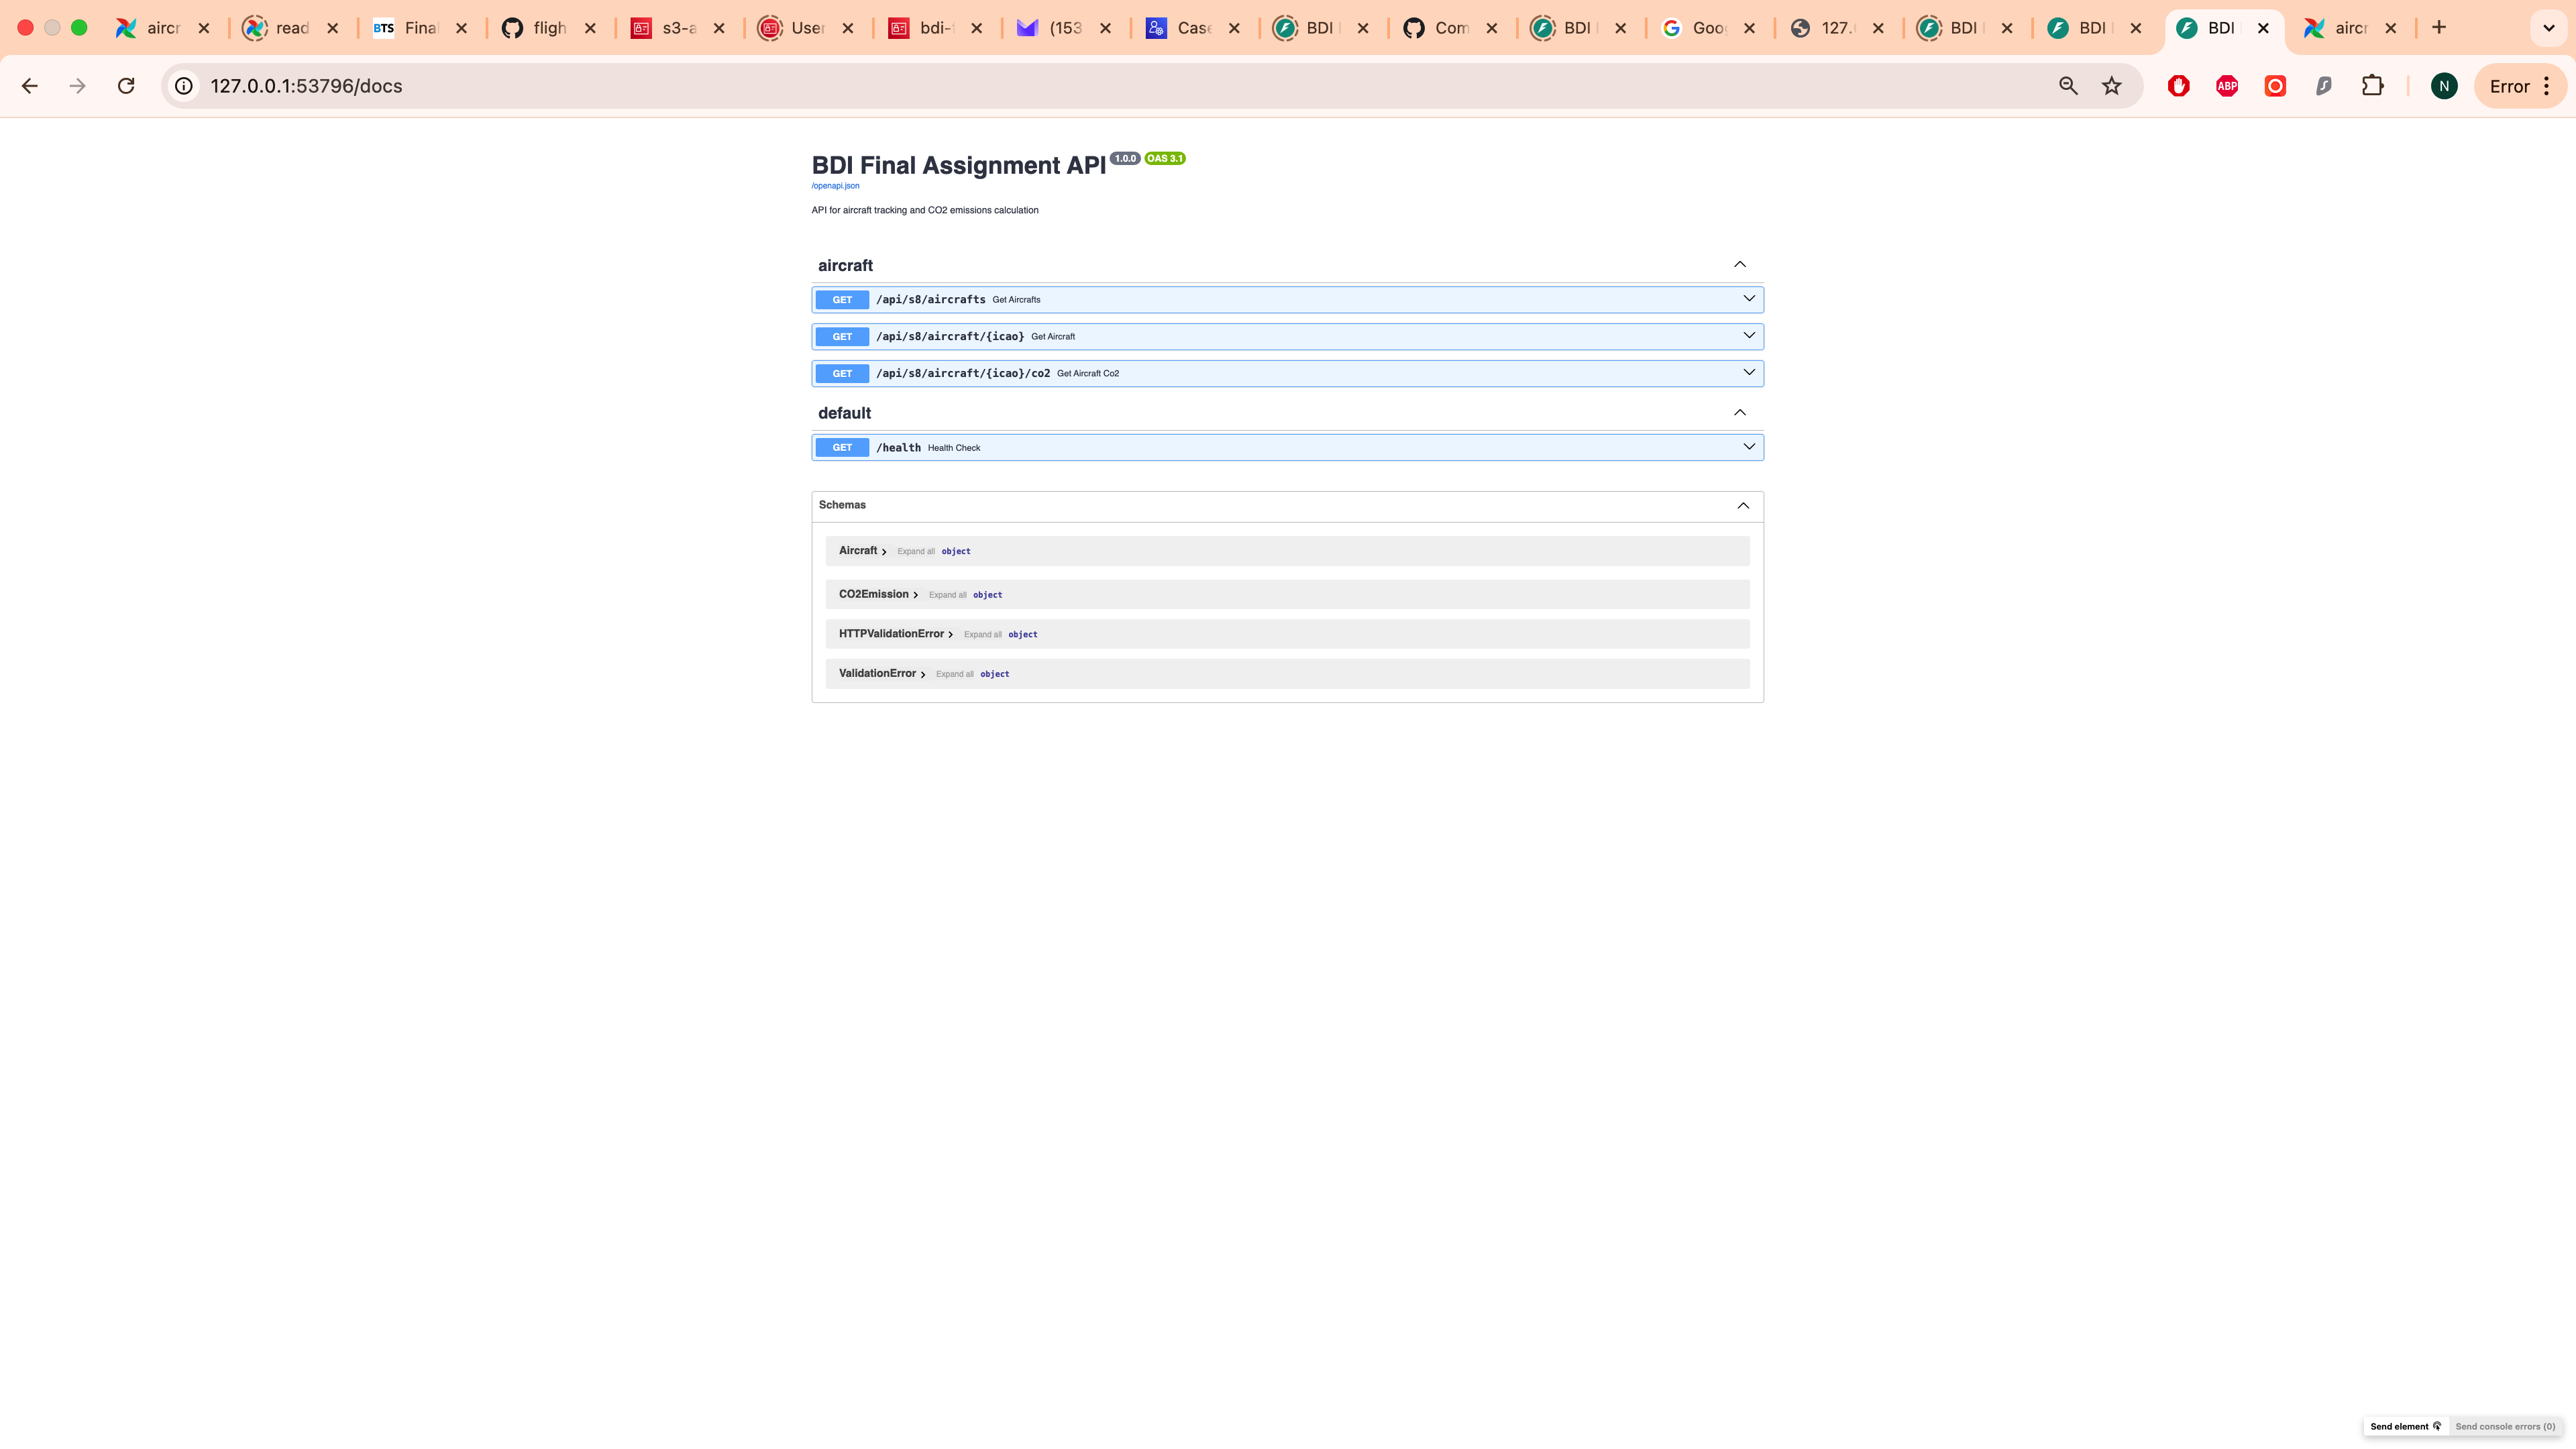 aircr
read
BTS Final
fligh
s3-a
User
bdi-f
(153
Case
BDI
Com
BDI
Goo
127.
BDI
BDI
BDI
aircr
127.0.0.1:53796/docs
ABP
N
Error
BDI Final Assignment API 1.0.0 OAS 3.1
/openapi.json
API for aircraft tracking and CO2 emissions calculation
aircraft
GET /api/s8/aircrafts Get Aircrafts
GET /api/s8/aircraft/{icao} Get Aircraft
GET /api/s8/aircraft/{icao}/co2 Get Aircraft Co2
default
GET /health Health Check
Schemas
Aircraft Expand all object
CO2Emission Expand all object
HTTPValidationError Expand all object
ValidationError Expand all object
Send element Send console errors (0)